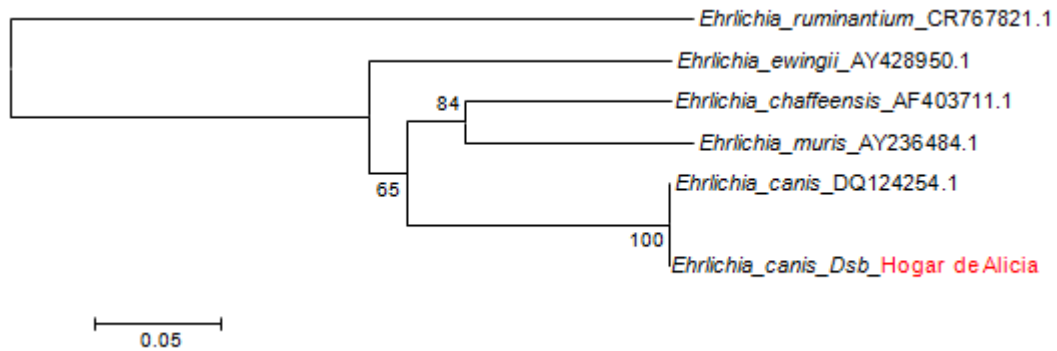 Ehrlichia_ruminantium_CR767821.1
Ehrlichia_ewingii_AY428950.1
84
Ehrlichia_chaffeensis_AF403711.1
Ehrlichia_muris_AY236484.1
65
Ehrlichia_canis_DQ124254.1
100
Ehrlichia_canis_Dsb_Hogar de Alicia
0.05